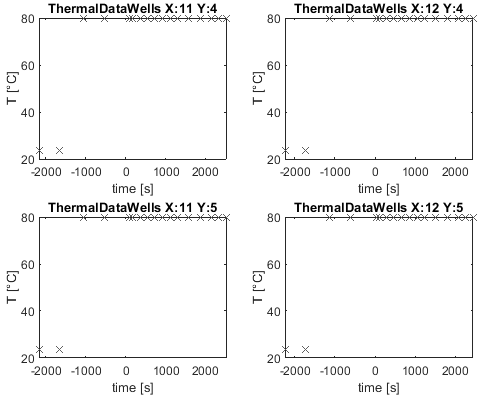 ThermalDataWells X:11 Y:4
80
60
40
20
T [°C]
-2000 -1000 0 1000 2000
time [s]
ThermalDataWells X:12 Y:4
80
60
40
20
T [°C]
-2000 -1000 0 1000 2000
time [s]
ThermalDataWells X:11 Y:5
80
60
40
20
T [°C]
-2000 -1000 0 1000 2000
time [s]
ThermalDataWells X:12 Y:5
80
60
40
20
T [°C]
-2000 -1000 0 1000 2000
time [s]